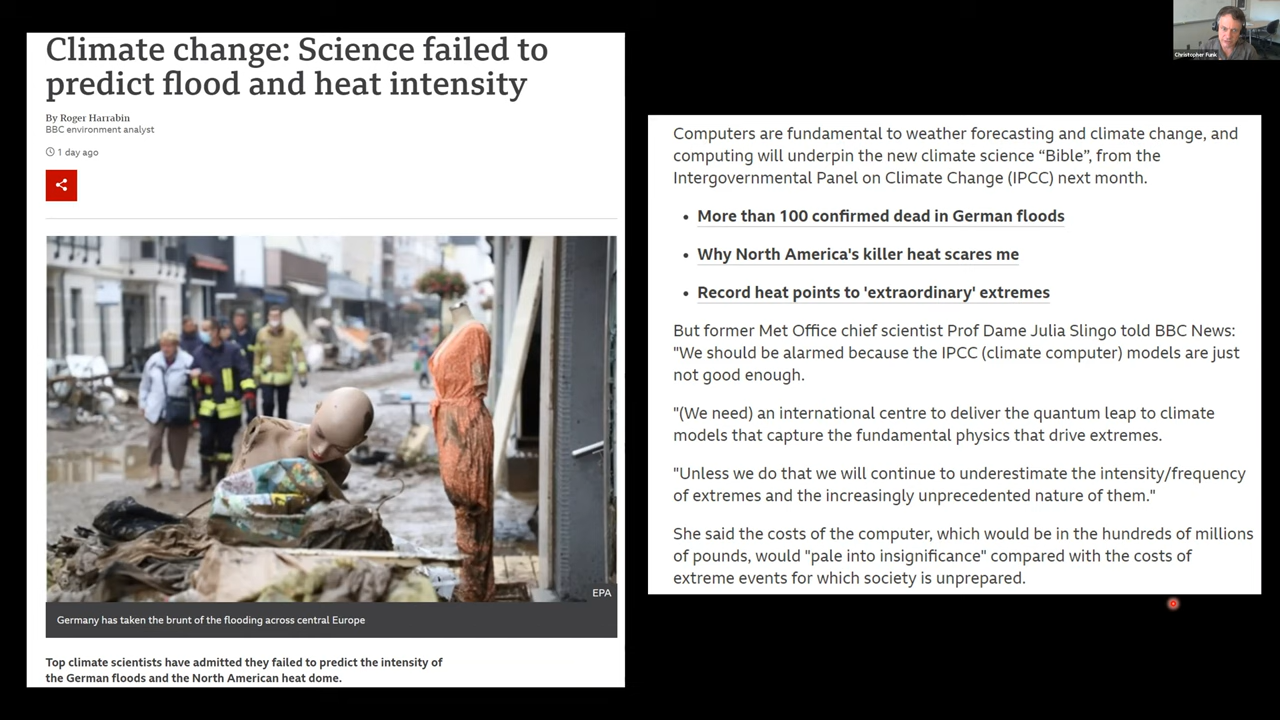 Climate change: Science failed to
predict flood and heat intensity
By Roger Harrabin
BBC environment analyst
1 day ago
EPA
Germany has taken the brunt of the flooding across central Europe
Top climate scientists have admitted they failed to predict the intensity of
the German floods and the North American heat dome.
Christopher Funk
Computers are fundamental to weather forecasting and climate change, and
computing will underpin the new climate science “Bible”, from the
Intergovernmental Panel on Climate Change (IPCC) next month.
• More than 100 confirmed dead in German floods
• Why North America's killer heat scares me
• Record heat points to 'extraordinary' extremes
But former Met Office chief scientist Prof Dame Julia Slingo told BBC News:
"We should be alarmed because the IPCC (climate computer) models are just
not good enough.
"(We need) an international centre to deliver the quantum leap to climate
models that capture the fundamental physics that drive extremes.
"Unless we do that we will continue to underestimate the intensity/frequency
of extremes and the increasingly unprecedented nature of them."
She said the costs of the computer, which would be in the hundreds of millions
of pounds, would "pale into insignificance" compared with the costs of
extreme events for which society is unprepared.